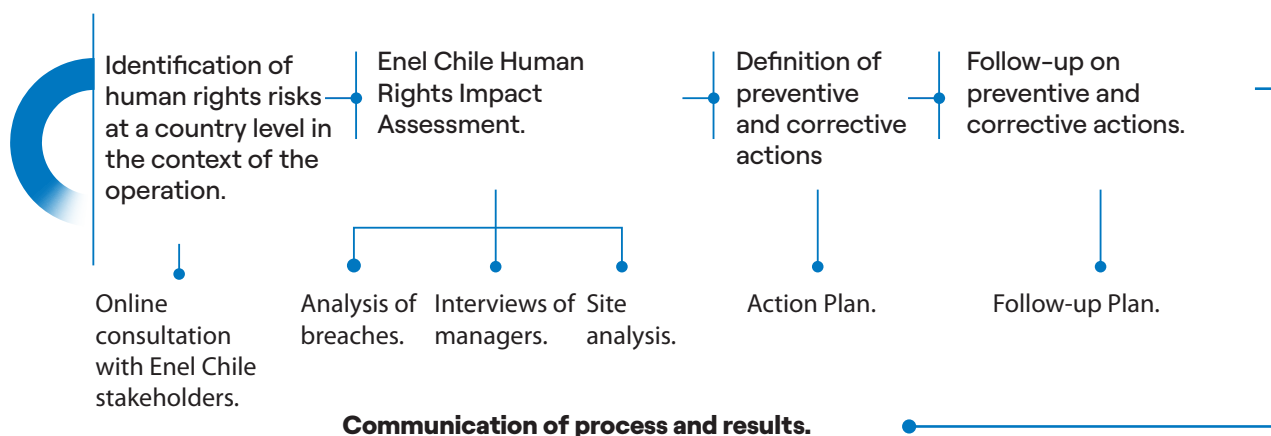 Identification of
human rights risks
at a country level in
the context of the
operation.
Enel Chile Human
Rights Impact
Assessment.
Definition of
preventive
and corrective
actions
Follow-up on
preventive and
corrective actions.
Online
consultation
with Enel Chile
stakeholders.
Analysis of
breaches.
Interviews of
managers.
Site
analysis.
Action Plan.
Follow-up Plan.
Communication of process and results.